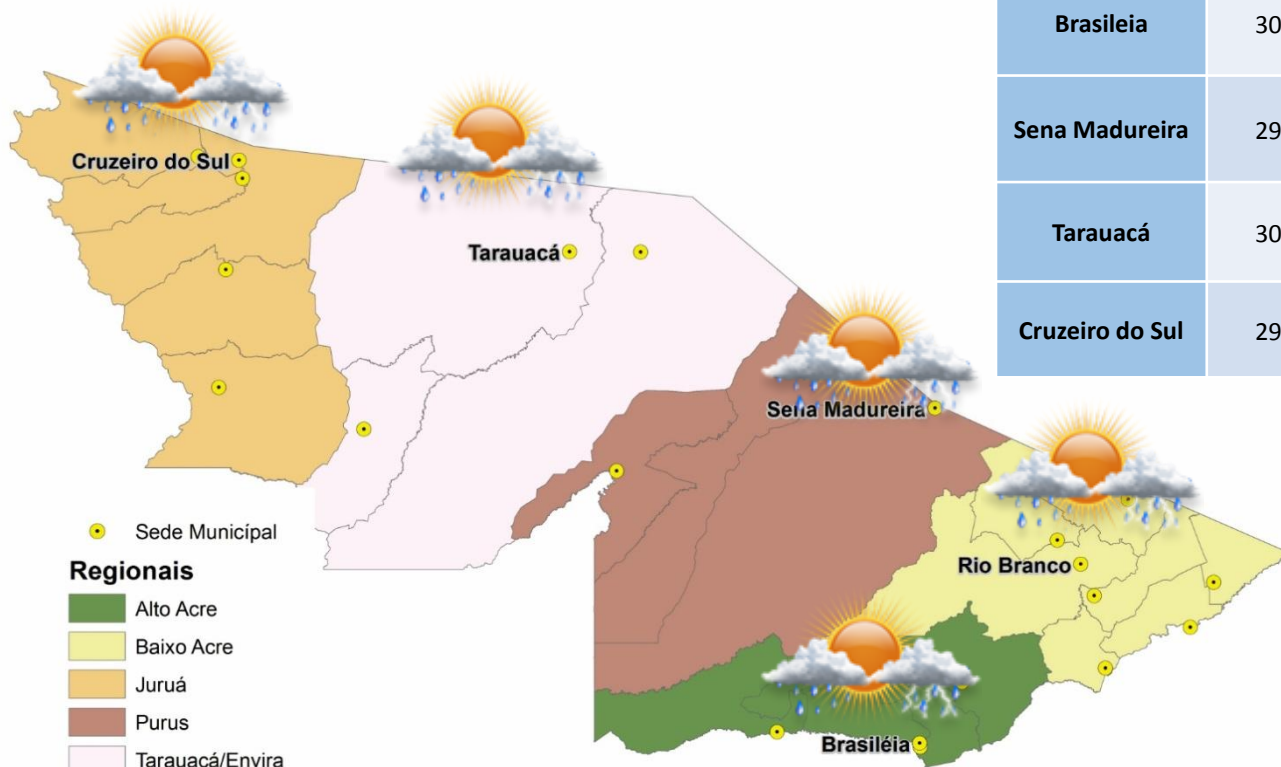 Brasileia 30
Sena Madureira 29
Tarauacá 30
Cruzeiro do Sul 29
Cruzeiro do Sul
Tarauacá
Sena Madureira
Rio Branco
Brasiléia
Sede Municípal
Regionais
Alto Acre
Baixo Acre
Juruá
Purus
Tarauacá/Envira